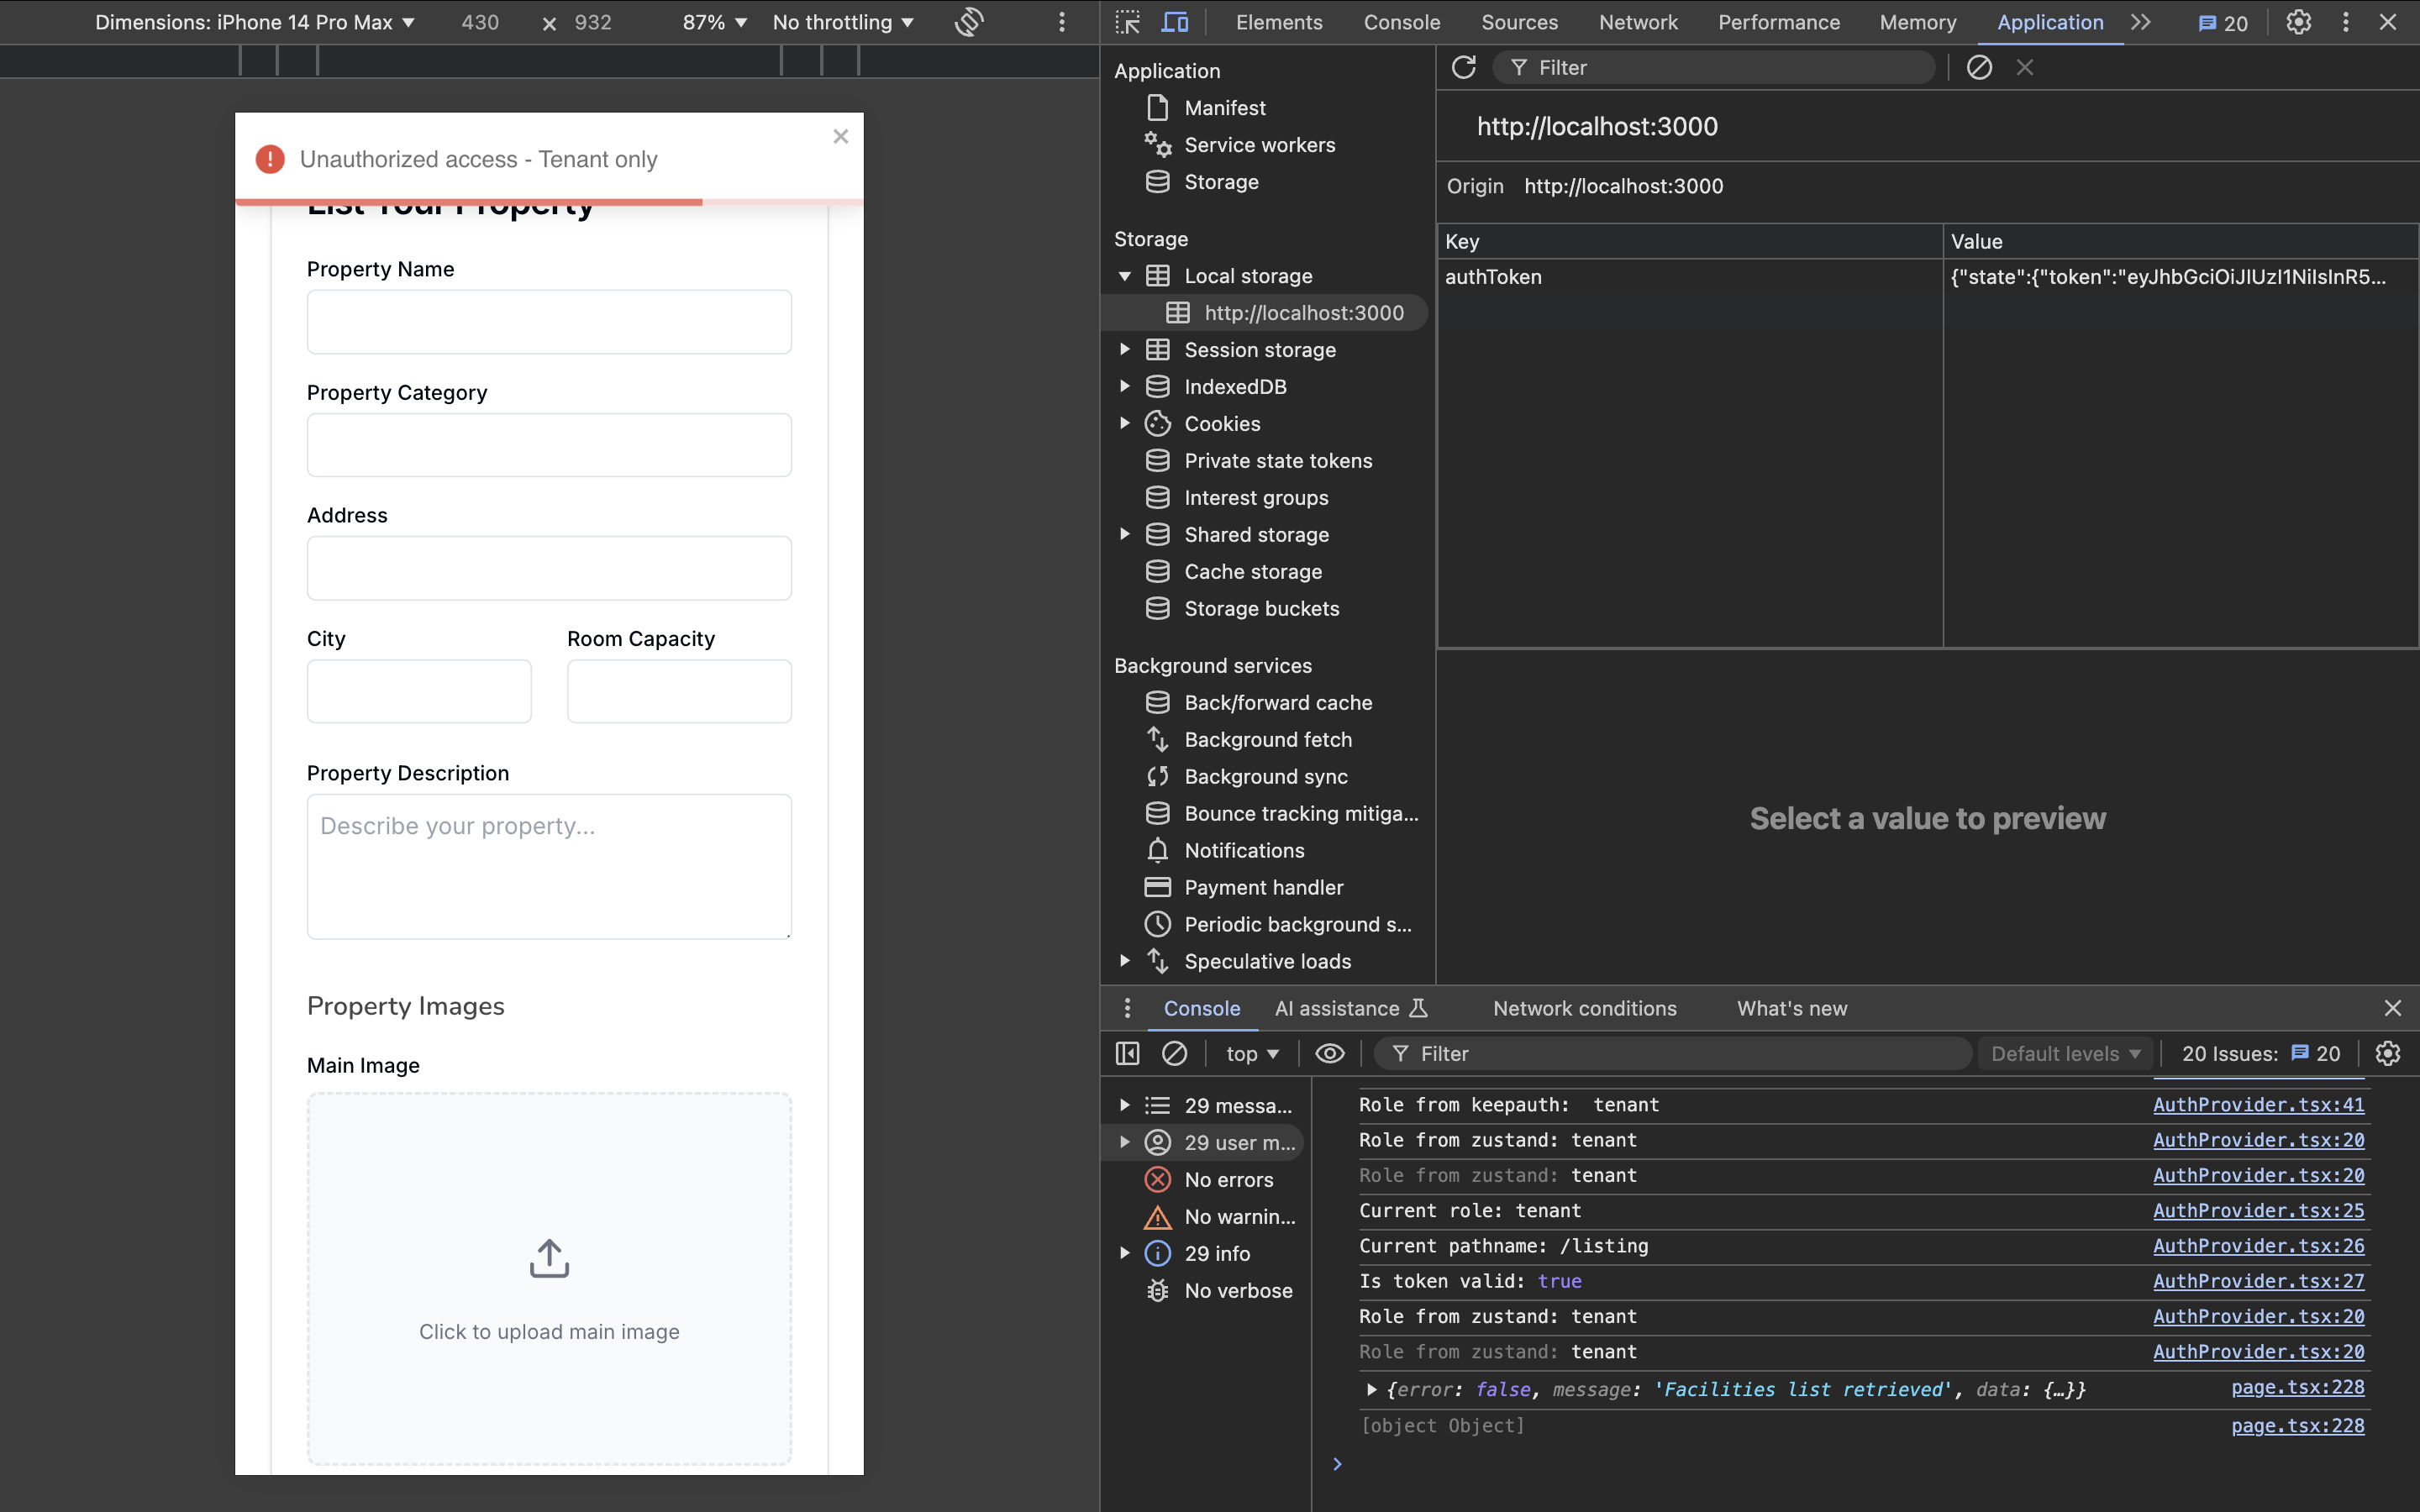 Dimensions: iPhone 14 Pro Max ▼ 430 × 932 87% ▼ No throttling ▼
Elements Console Sources Network Performance Memory Application 20
Unauthorized access - Tenant only
List Your Property
Property Name
Property Category
Address
City Room Capacity
Property Description
Describe your property...
Property Images
Main Image
Click to upload main image
Application
Manifest
Service workers
Storage
Storage
Local storage
http://localhost:3000
Session storage
IndexedDB
Cookies
Private state tokens
Interest groups
Shared storage
Cache storage
Storage buckets
Background services
Back/forward cache
Background fetch
Background sync
Bounce tracking mitiga...
Notifications
Payment handler
Periodic background s...
Speculative loads
Filter
http://localhost:3000
Origin http://localhost:3000
Key Value
authToken {"state":{"token":"eyJhbGciOiJIUzI1NiIsInR5...
Select a value to preview
Console AI assistance Network conditions What's new
top ▼ Filter Default levels ▼ 20 Issues: 20
29 messa...
29 user m...
No errors
No warnin...
29 info
No verbose
Role from keepauth:  tenant AuthProvider.tsx:41
Role from zustand: tenant AuthProvider.tsx:20
Role from zustand: tenant AuthProvider.tsx:20
Current role: tenant AuthProvider.tsx:25
Current pathname: /listing AuthProvider.tsx:26
Is token valid: true AuthProvider.tsx:27
Role from zustand: tenant AuthProvider.tsx:20
Role from zustand: tenant AuthProvider.tsx:20
{error: false, message: 'Facilities list retrieved', data: {…}} page.tsx:228
[object Object] page.tsx:228